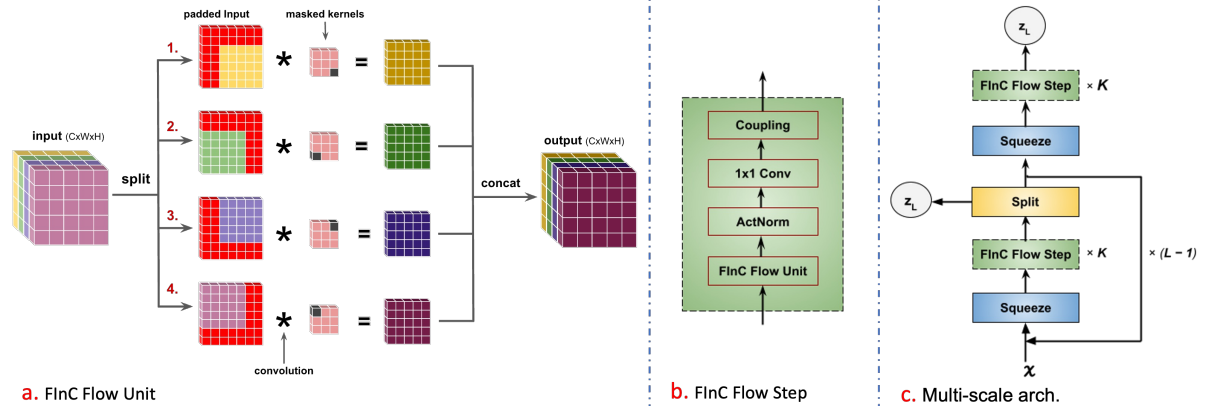 padded Input
masked kernels
1.
* =
input (CxWxH)
split
2.
* =
3.
* =
4.
* =
convolution
concat
output (CxWxH)
a. FInC Flow Unit
Coupling
1x1 Conv
ActNorm
FInC Flow Unit
b. FInC Flow Step
z_L
FInC Flow Step × K
Squeeze
z_L
Split
FInC Flow Step × K
× (L − 1)
Squeeze
x
c. Multi-scale arch.